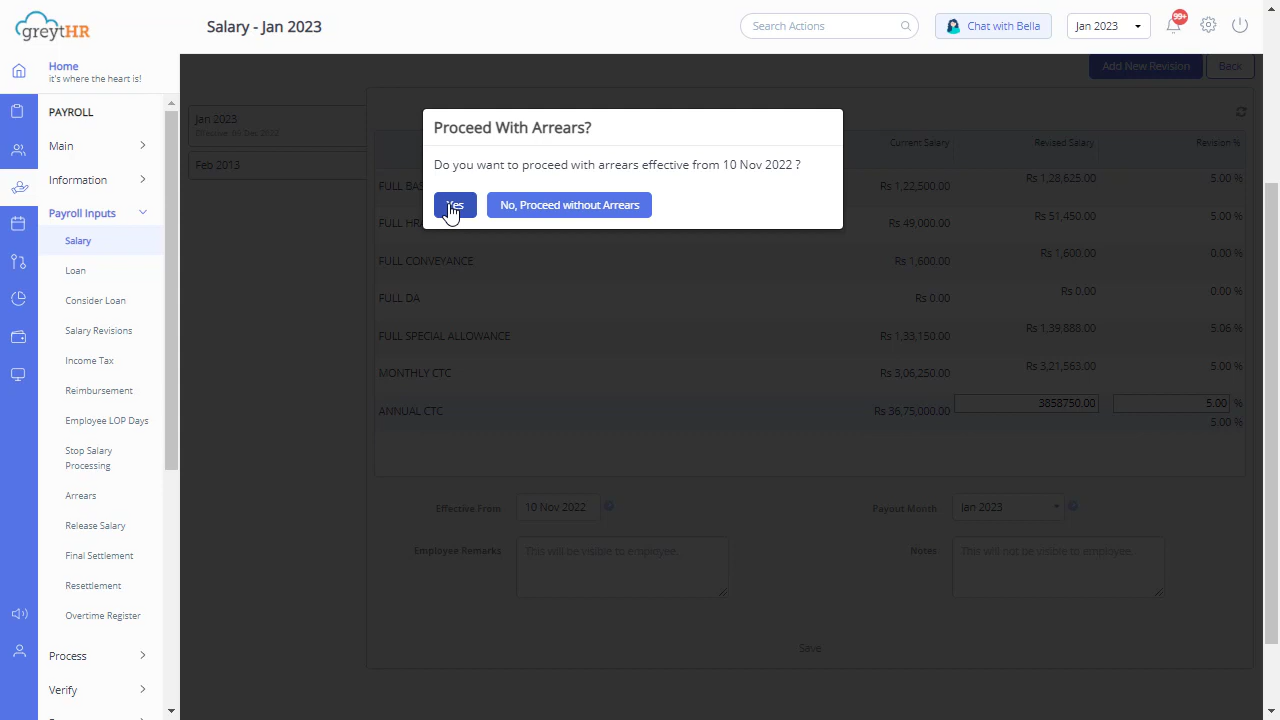 greytHR
Salary - Jan 2023
Search Actions
Chat with Bella
Jan 2023
99+
Home
it's where the heart is!
Add New Revision
Back
PAYROLL
Main
Information
Payroll Inputs
Salary
Loan
Consider Loan
Salary Revisions
Income Tax
Reimbursement
Employee LOP Days
Stop Salary
Processing
Arrears
Release Salary
Final Settlement
Resettlement
Overtime Register
Process
Verify
Jan 2023
Feb 2013
Proceed With Arrears?
Do you want to proceed with arrears effective from 10 Nov 2022 ?
Yes
No, Proceed without Arrears
Current Salary Revised Salary Revision %
FULL BAS Rs 1,22,500.00 Rs 1,28,625.00 5.00 %
FULL HR Rs 49,000.00 Rs 51,450.00 5.00 %
FULL CONVEYANCE Rs 1,600.00 Rs 1,600.00 0.00 %
FULL DA Rs 0.00 Rs 0.00 0.00 %
FULL SPECIAL ALLOWANCE Rs 1,33,150.00 Rs 1,39,888.00 5.06 %
MONTHLY CTC Rs 3,06,250.00 Rs 3,21,563.00 5.00 %
ANNUAL CTC Rs 36,75,000.00 3858750.00 5.00 %
5.00 %
Effective From 10 Nov 2022 Payout Month Jan 2023
Employee Remarks This will be visible to employee. Notes This will not be visible to employee.
Save